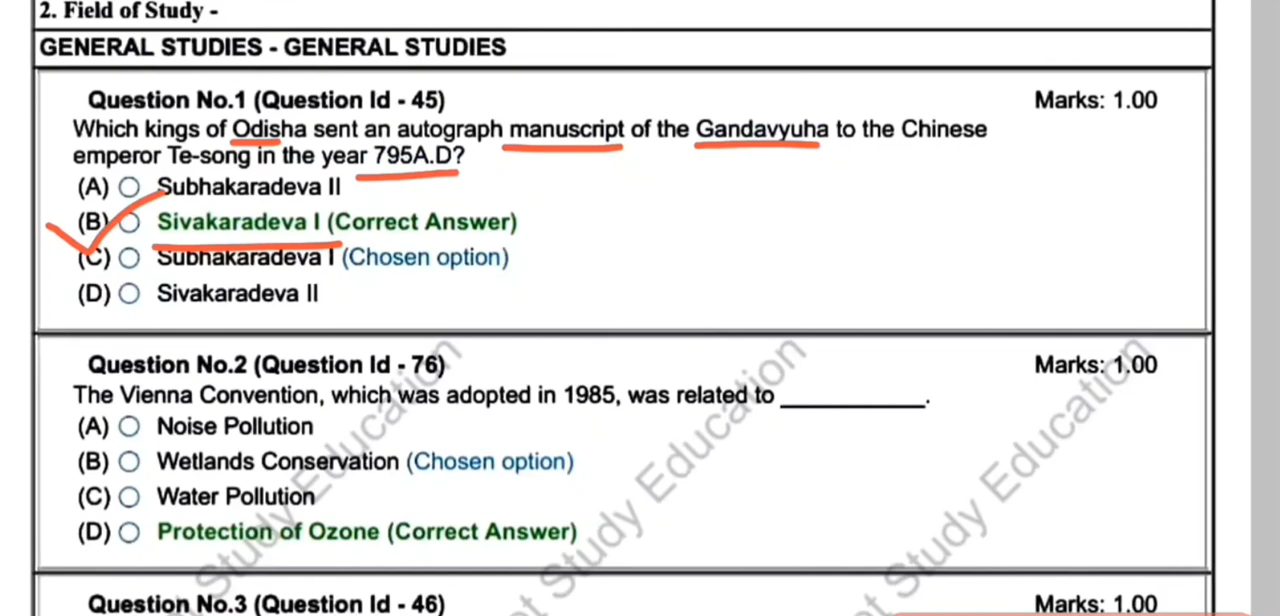 2. Field of Study -
GENERAL STUDIES - GENERAL STUDIES
Question No.1 (Question Id - 45) Marks: 1.00
Which kings of Odisha sent an autograph manuscript of the Gandavyuha to the Chinese
emperor Te-song in the year 795A.D?
(A) Subhakaradeva II
(B) Sivakaradeva I (Correct Answer)
(C) Subhakaradeva I (Chosen option)
(D) Sivakaradeva II
Question No.2 (Question Id - 76) Marks: 1.00
The Vienna Convention, which was adopted in 1985, was related to ____________.
(A) Noise Pollution
(B) Wetlands Conservation (Chosen option)
(C) Water Pollution
(D) Protection of Ozone (Correct Answer)
Study Education
Study Education
Study Education
Question No.3 (Question Id - 46) Marks: 1.00